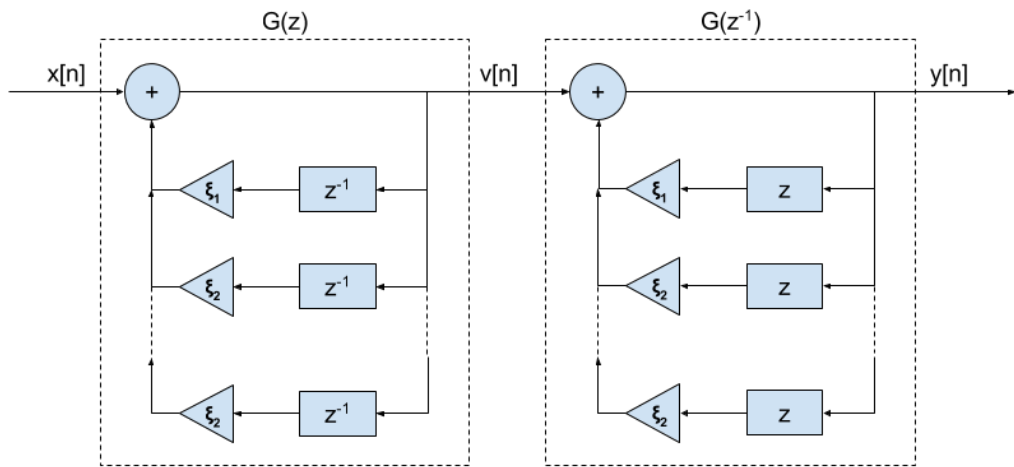 G(z) G(z⁻¹)
x[n] v[n] y[n]
+ +
ξ₁ z⁻¹ ξ₁ z
ξ₂ z⁻¹ ξ₂ z
ξ₂ z⁻¹ ξ₂ z